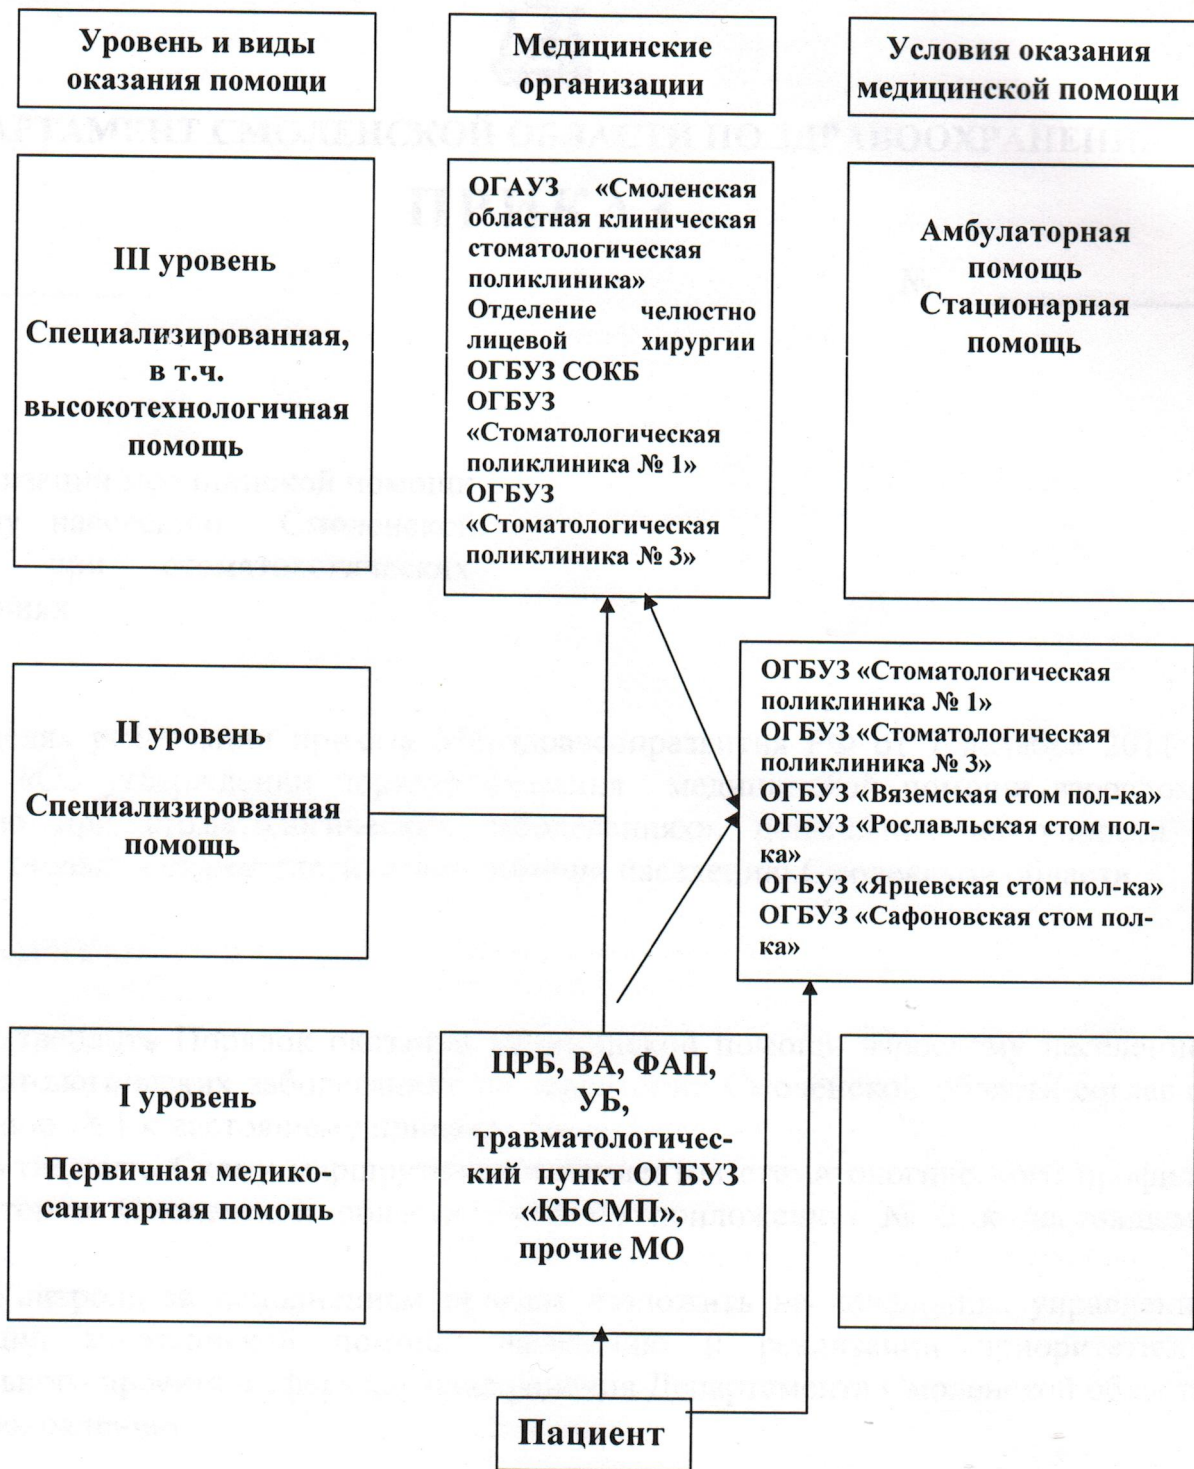 Уровень и виды
оказания помощи
Медицинские
организации
Условия оказания
медицинской помощи
III уровень
Специализированная,
в т.ч.
высокотехнологичная
помощь
ОГАУЗ «Смоленская
областная клиническая
стоматологическая
поликлиника»
Отделение челюстно
лицевой хирургии
ОГБУЗ СОКБ
ОГБУЗ
«Стоматологическая
поликлиника № 1»
ОГБУЗ
«Стоматологическая
поликлиника № 3»
Амбулаторная
помощь
Стационарная
помощь
II уровень
Специализированная
помощь
ОГБУЗ «Стоматологическая
поликлиника № 1»
ОГБУЗ «Стоматологическая
поликлиника № 3»
ОГБУЗ «Вяземская стом пол-ка»
ОГБУЗ «Рославльская стом пол-
ка»
ОГБУЗ «Ярцевская стом пол-ка»
ОГБУЗ «Сафоновская стом пол-
ка»
I уровень
Первичная медико-
санитарная помощь
ЦРБ, ВА, ФАП,
УБ,
травматологичес-
кий пункт ОГБУЗ
«КБСМП»,
прочие МО
Пациент